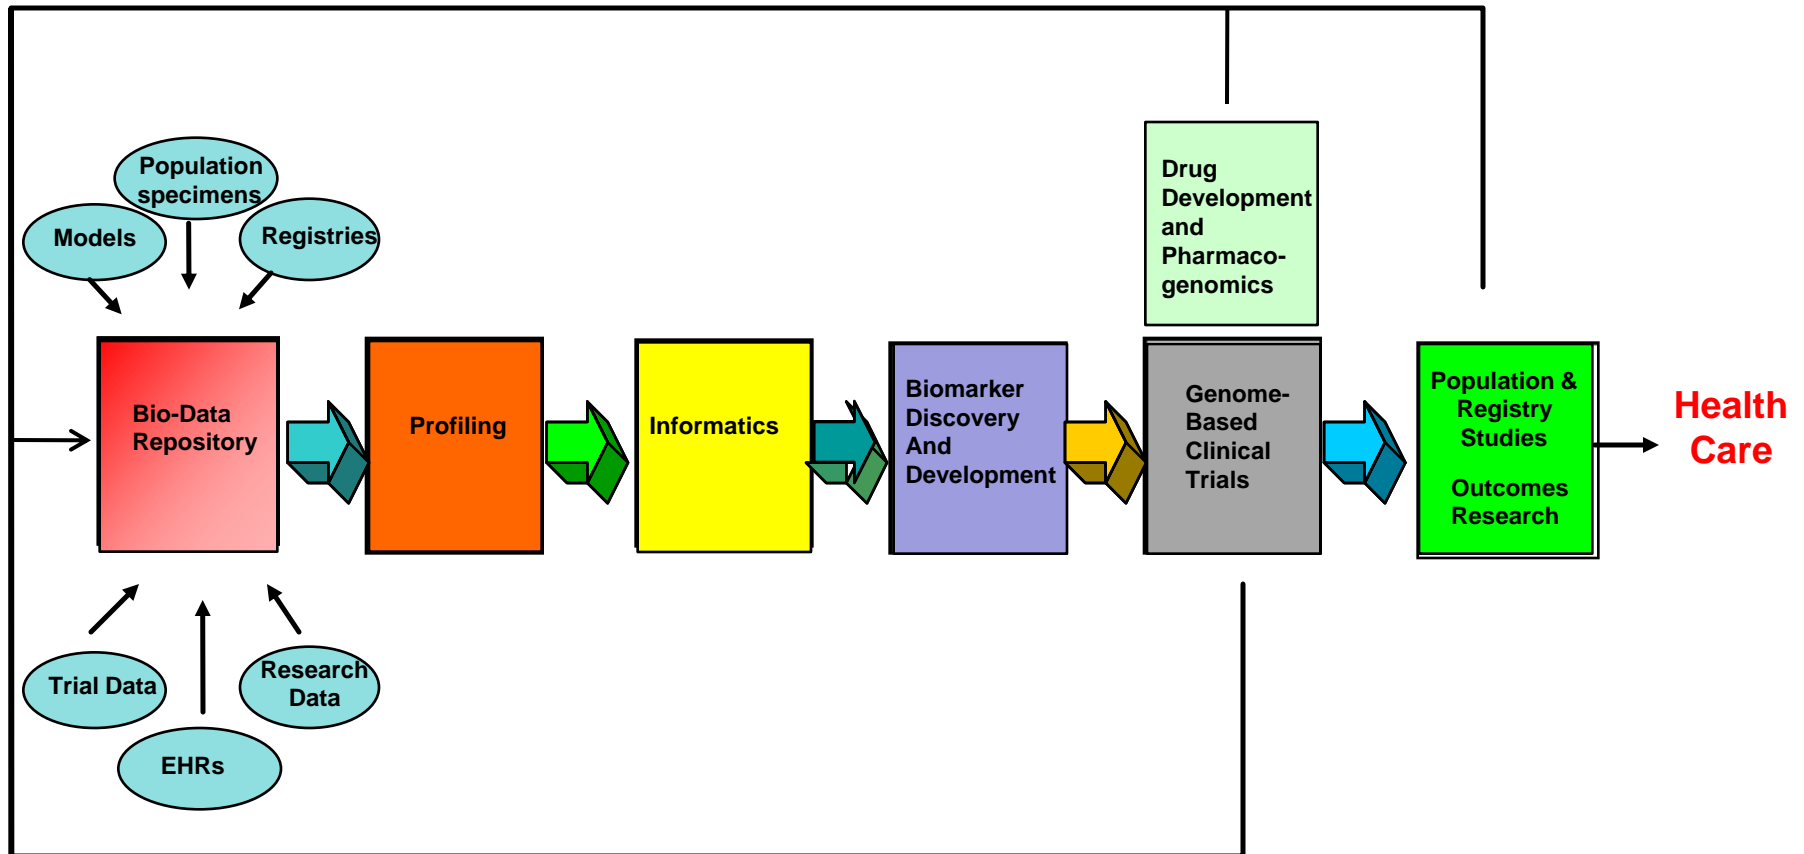 Population
specimens
Models
Registries
Drug
Development
and
Pharmaco-
genomics
Bio-Data
Repository
Profiling
Informatics
Biomarker
Discovery
And
Development
Genome-
Based
Clinical
Trials
Population &
Registry
Studies
Outcomes
Research
Health
Care
Trial Data
Research
Data
EHRs